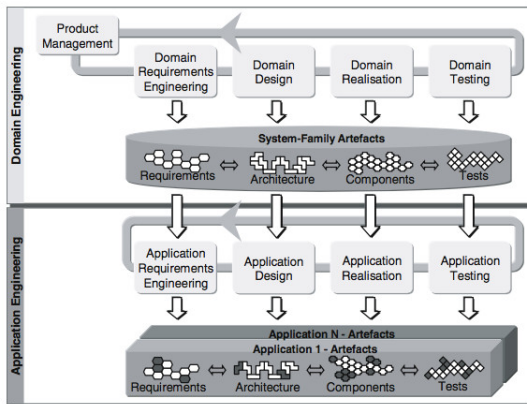 Domain Engineering
Product
Management
Domain
Requirements
Engineering
Domain
Design
Domain
Realisation
Domain
Testing
System-Family Artefacts
Requirements
Architecture
Components
Tests
Application Engineering
Application
Requirements
Engineering
Application
Design
Application
Realisation
Application
Testing
Application N - Artefacts
Application 1 - Artefacts
Requirements
Architecture
Components
Tests